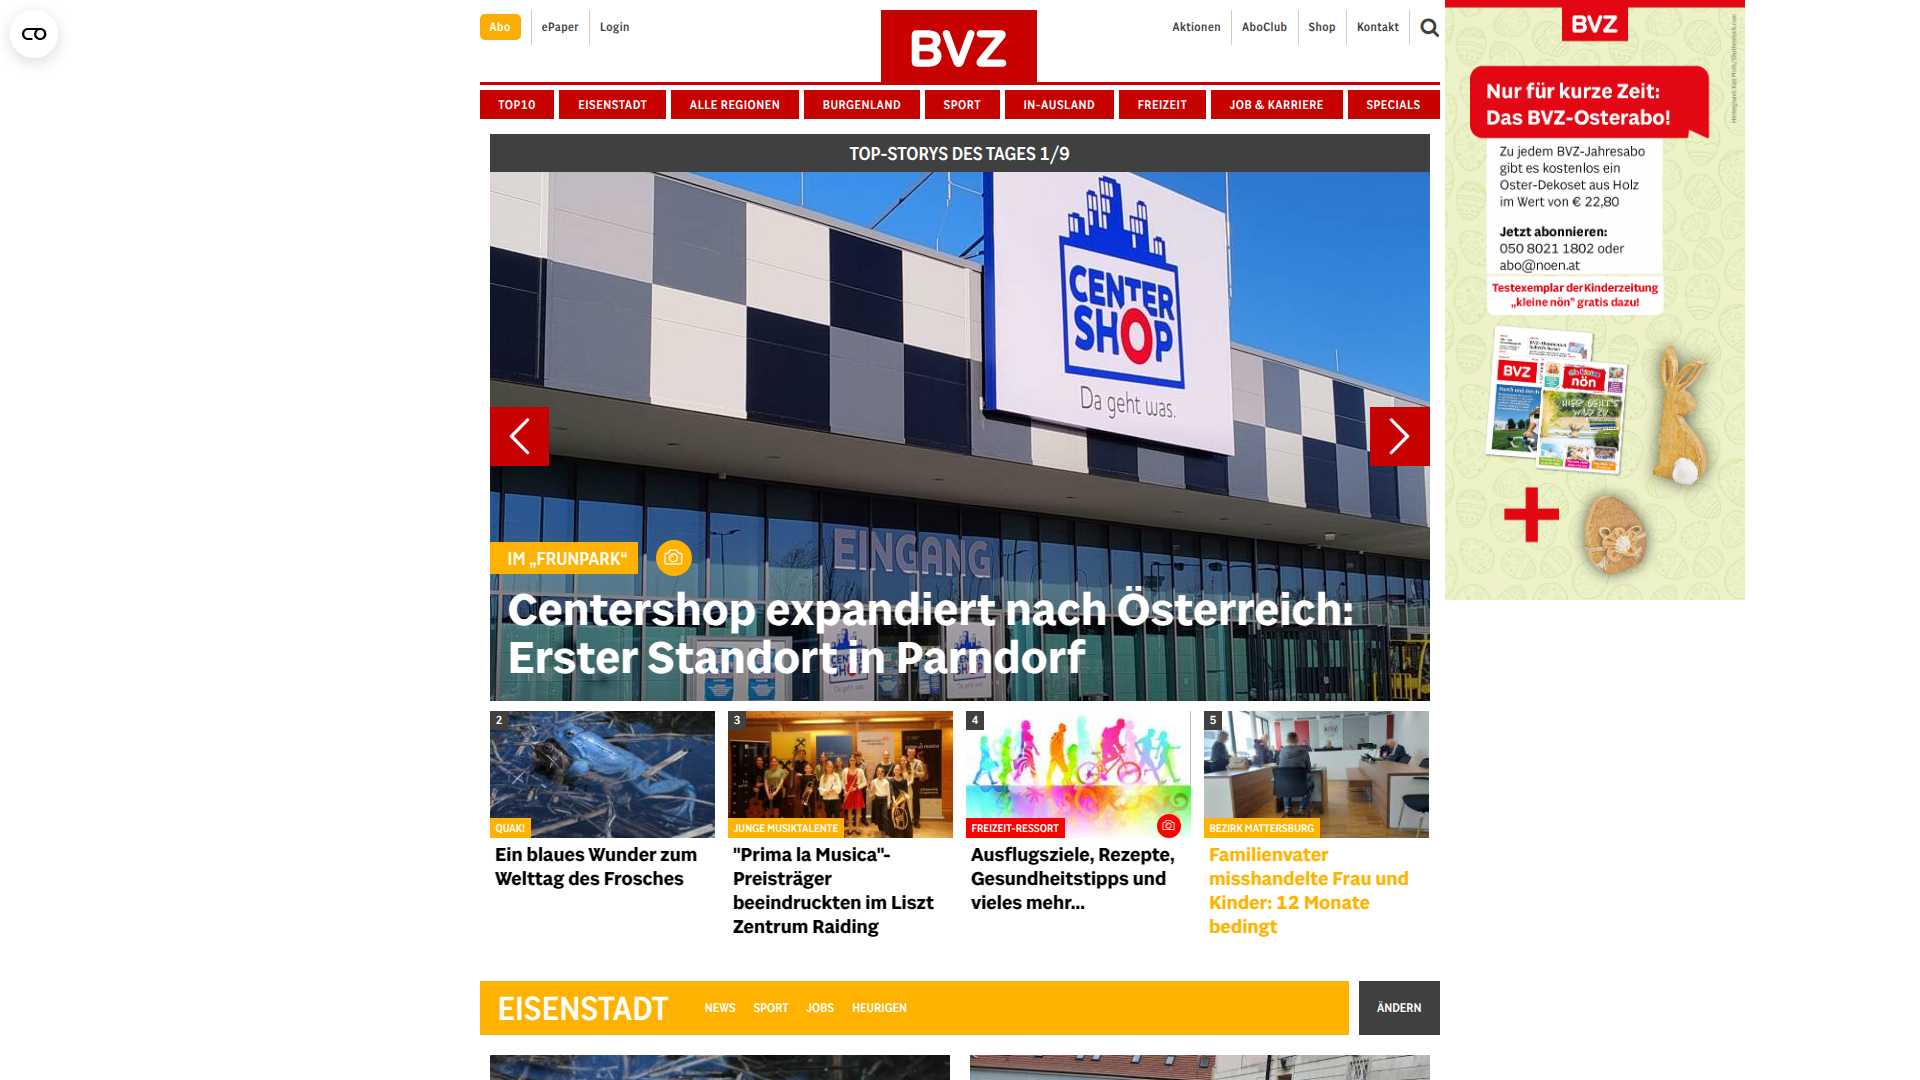 Abo
ePaper
Login
BVZ
Aktionen
AboClub
Shop
Kontakt
TOP10
EISENSTADT
ALLE REGIONEN
BURGENLAND
SPORT
IN-AUSLAND
FREIZEIT
JOB & KARRIERE
SPECIALS
TOP-STORYS DES TAGES 1/9
CENTER
SHOP
Da geht was.
EINGANG
IM „FRUNPARK“
Centershop expandiert nach Österreich:
Erster Standort in Parndorf
2
QUAK!
Ein blaues Wunder zum
Welttag des Frosches
3
JUNGE MUSIKTALENTE
"Prima la Musica"-
Preisträger
beeindruckten im Liszt
Zentrum Raiding
4
FREIZEIT-RESSORT
Ausflugsziele, Rezepte,
Gesundheitstipps und
vieles mehr...
5
BEZIRK MATTERSBURG
Familienvater
misshandelte Frau und
Kinder: 12 Monate
bedingt
EISENSTADT
NEWS
SPORT
JOBS
HEURIGEN
ÄNDERN
BVZ
Nur für kurze Zeit:
Das BVZ-Osterabo!
Zu jedem BVZ-Jahresabo
gibt es kostenlos ein
Oster-Dekoset aus Holz
im Wert von € 22,80
Jetzt abonnieren:
050 8021 1802 oder
abo@noen.at
Testexemplar der Kinderzeitung
„kleine nön“ gratis dazu!
BVZ
nön